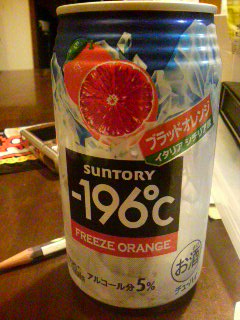 ブラッドオレンジ
イタリア シチリア産
SUNTORY
-196℃
FREEZE ORANGE
お酒
アルコール分5%